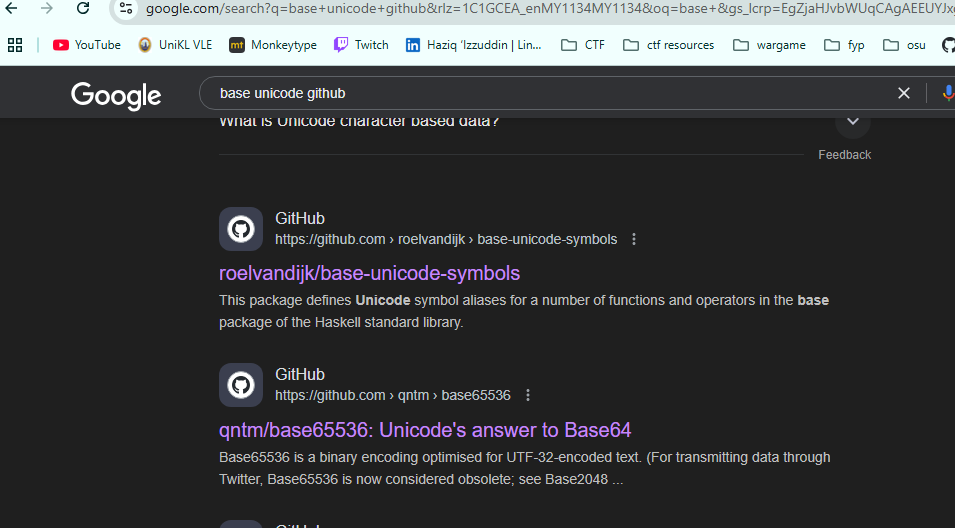 google.com/search?q=base+unicode+github&rlz=1C1GCEA_enMY1134MY1134&oq=base+&gs_lcrp=EgZjaHJvbWUqCAgAEEUYJxg
YouTube UniKL VLE mt Monkeytype Twitch in Haziq 'Izzuddin | Lin... CTF ctf resources wargame fyp osu
Google base unicode github
What is Unicode character based data?
Feedback
GitHub
https://github.com › roelvandijk › base-unicode-symbols
roelvandijk/base-unicode-symbols
This package defines Unicode symbol aliases for a number of functions and operators in the base
package of the Haskell standard library.
GitHub
https://github.com › qntm › base65536
qntm/base65536: Unicode's answer to Base64
Base65536 is a binary encoding optimised for UTF-32-encoded text. (For transmitting data through
Twitter, Base65536 is now considered obsolete; see Base2048 ...
GitHub